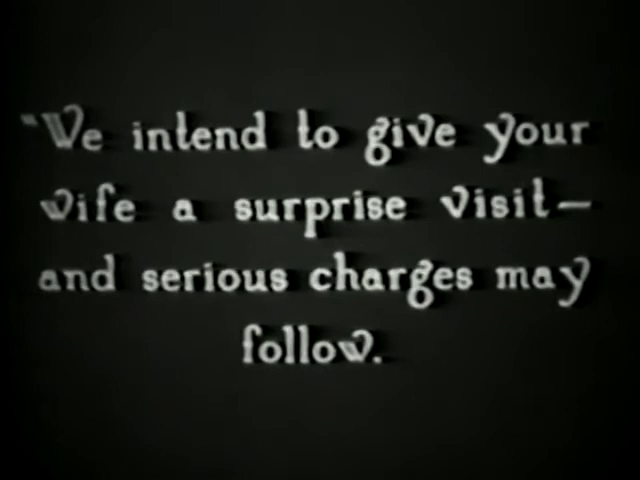 "We intend to give your
wife a surprise visit—
and serious charges may
follow.